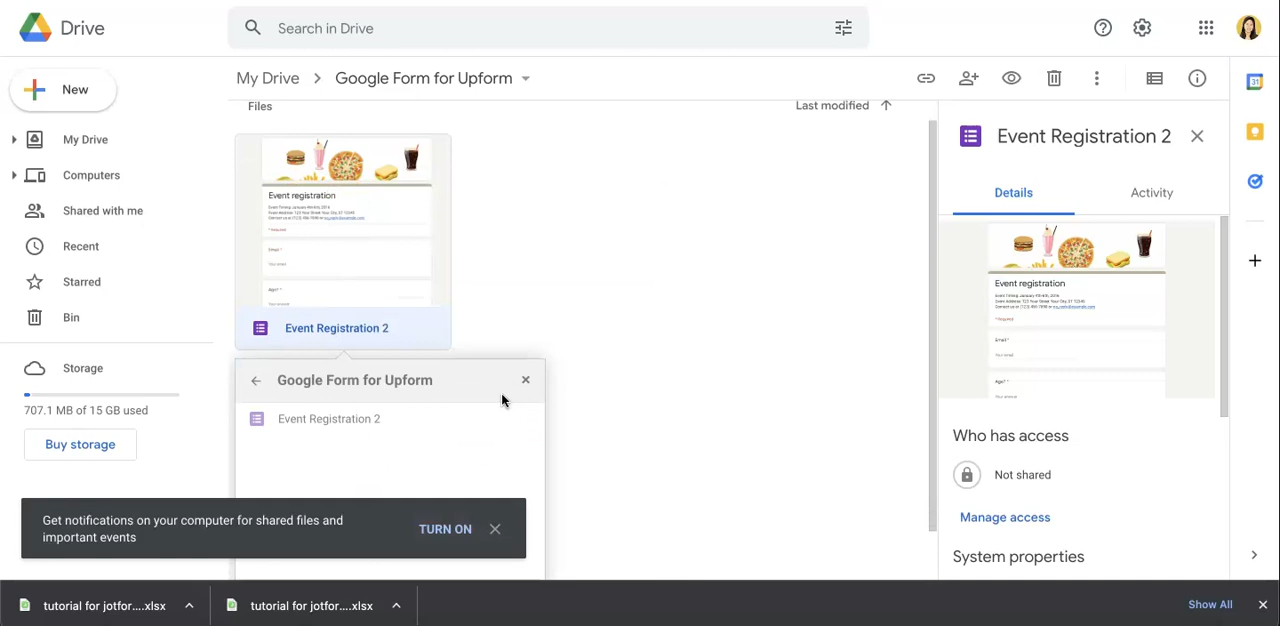 Drive
Search in Drive
New
My Drive
Computers
Shared with me
Recent
Starred
Bin
Storage
707.1 MB of 15 GB used
Buy storage
My Drive
Google Form for Upform
Files
Last modified
Event registration
Event Registration 2
Google Form for Upform
Event Registration 2
Get notifications on your computer for shared files and
important events
TURN ON
Event Registration 2
Details
Activity
Event registration
Who has access
Not shared
Manage access
System properties
31
tutorial for jotfor....xlsx
tutorial for jotfor....xlsx
Show All